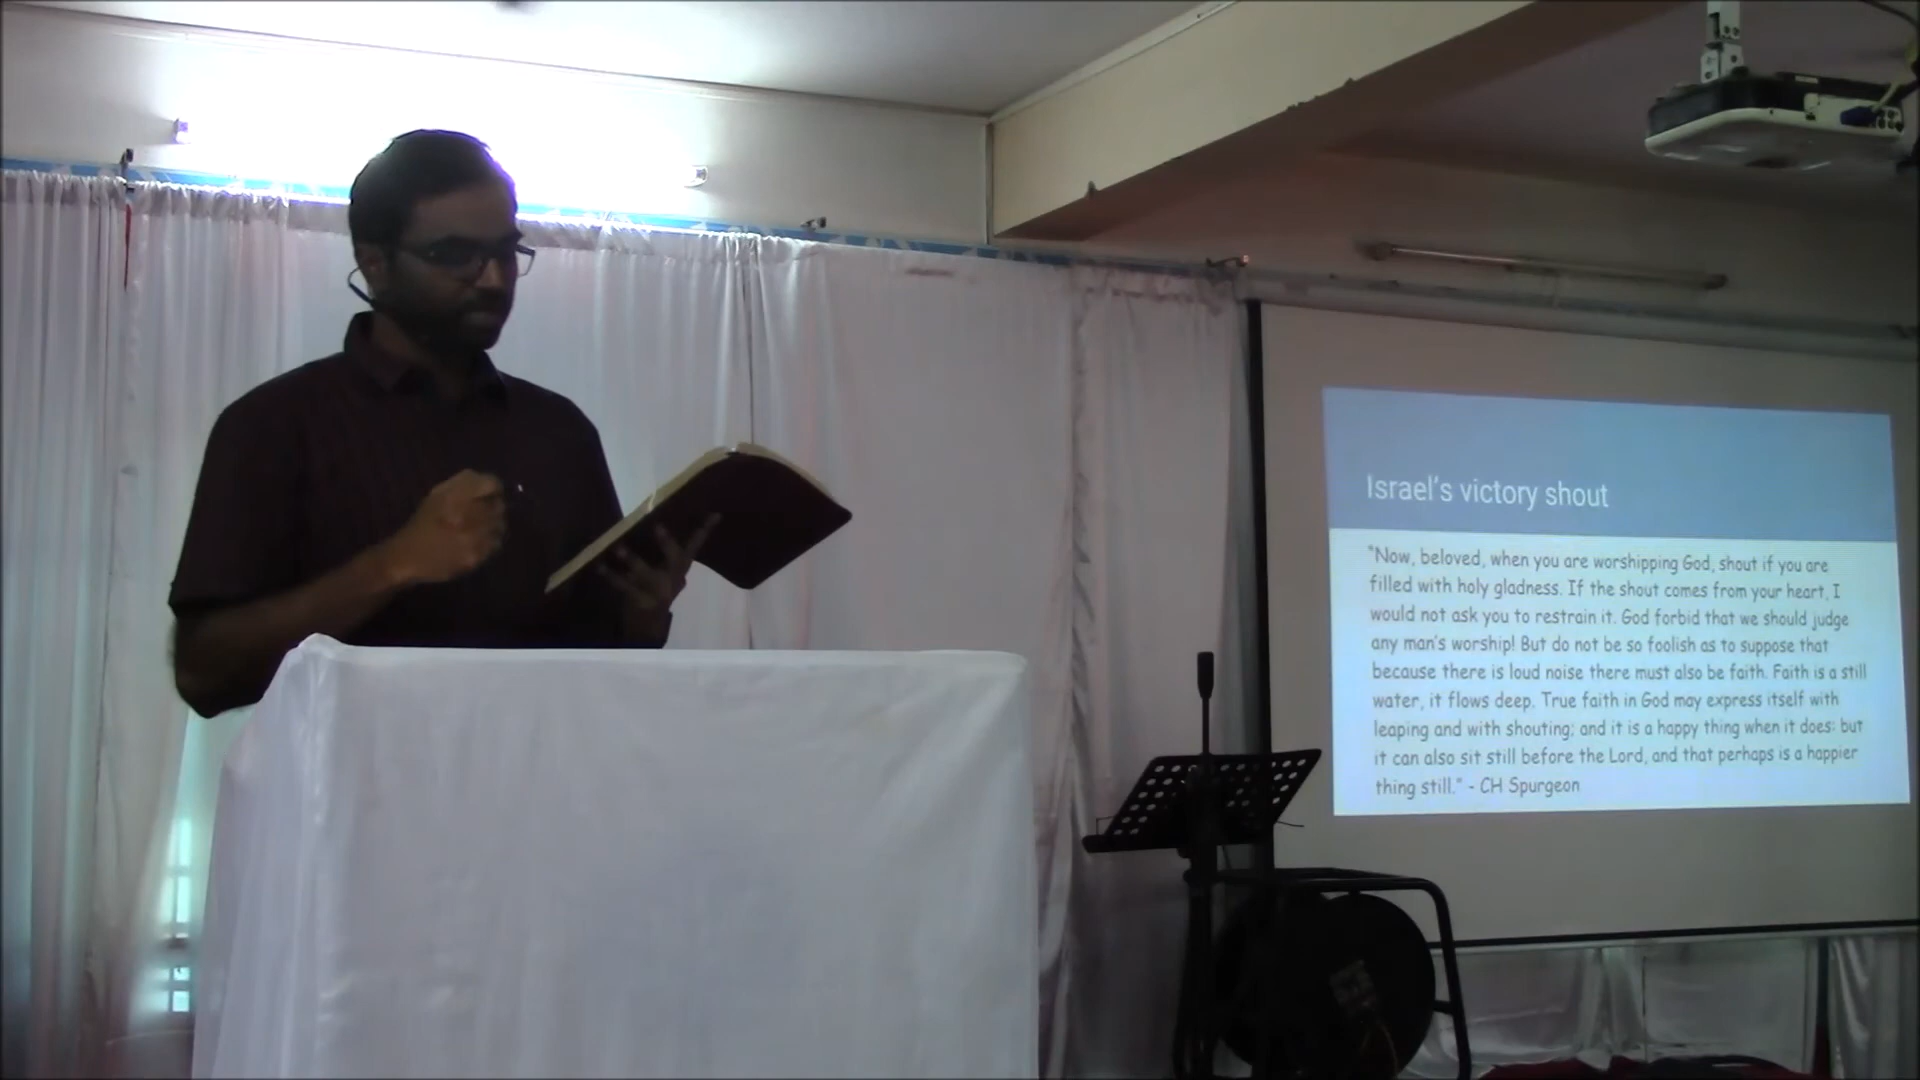 Israel's victory shout
"Now, beloved, when you are worshipping God, shout if you are
filled with holy gladness. If the shout comes from your heart, I
would not ask you to restrain it. God forbid that we should judge
any man's worship! But do not be so foolish as to suppose that
because there is loud noise there must also be faith. Faith is a still
water, it flows deep. True faith in God may express itself with
leaping and with shouting; and it is a happy thing when it does: but
it can also sit still before the Lord, and that perhaps is a happier
thing still." - CH Spurgeon